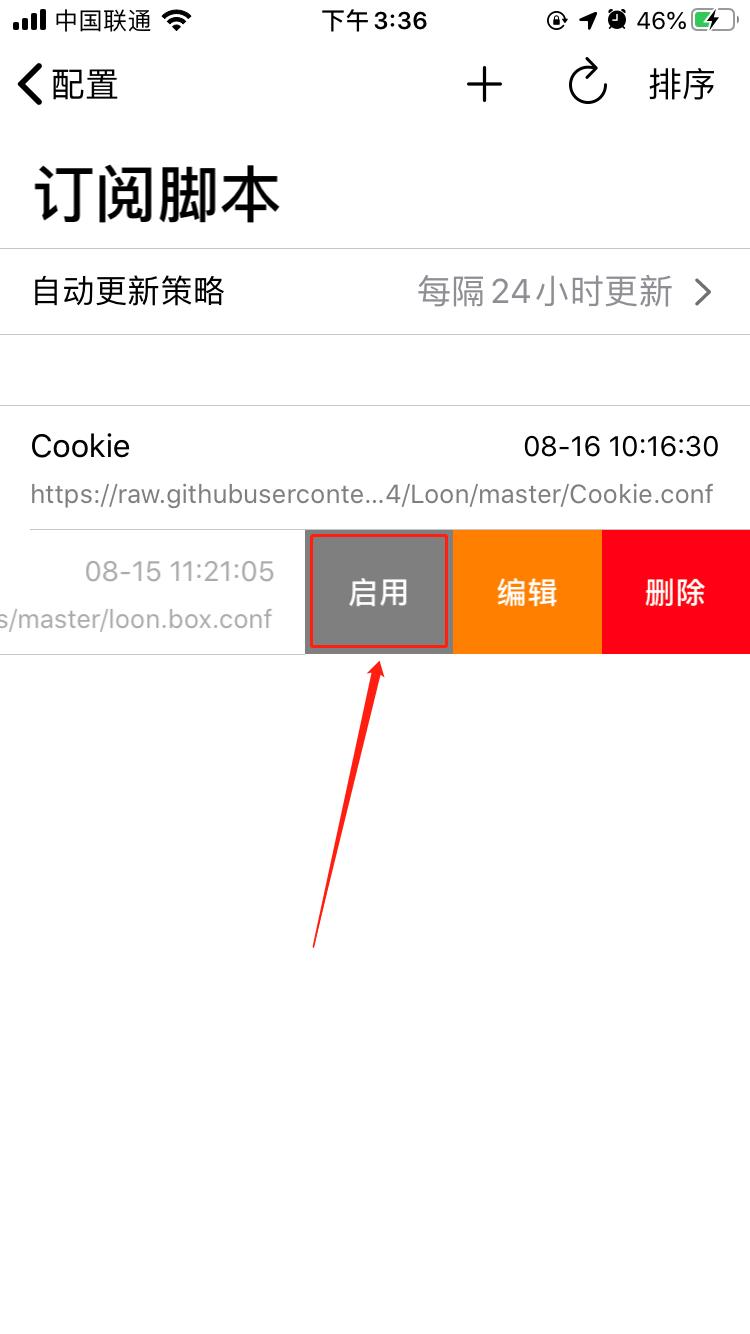 中国联通 下午3:36 46%
配置 排序
订阅脚本
自动更新策略 每隔24小时更新
Cookie 08-16 10:16:30
https://raw.githubuserconte...4/Loon/master/Cookie.conf
08-15 11:21:05
s/master/loon.box.conf
启用 编辑 删除